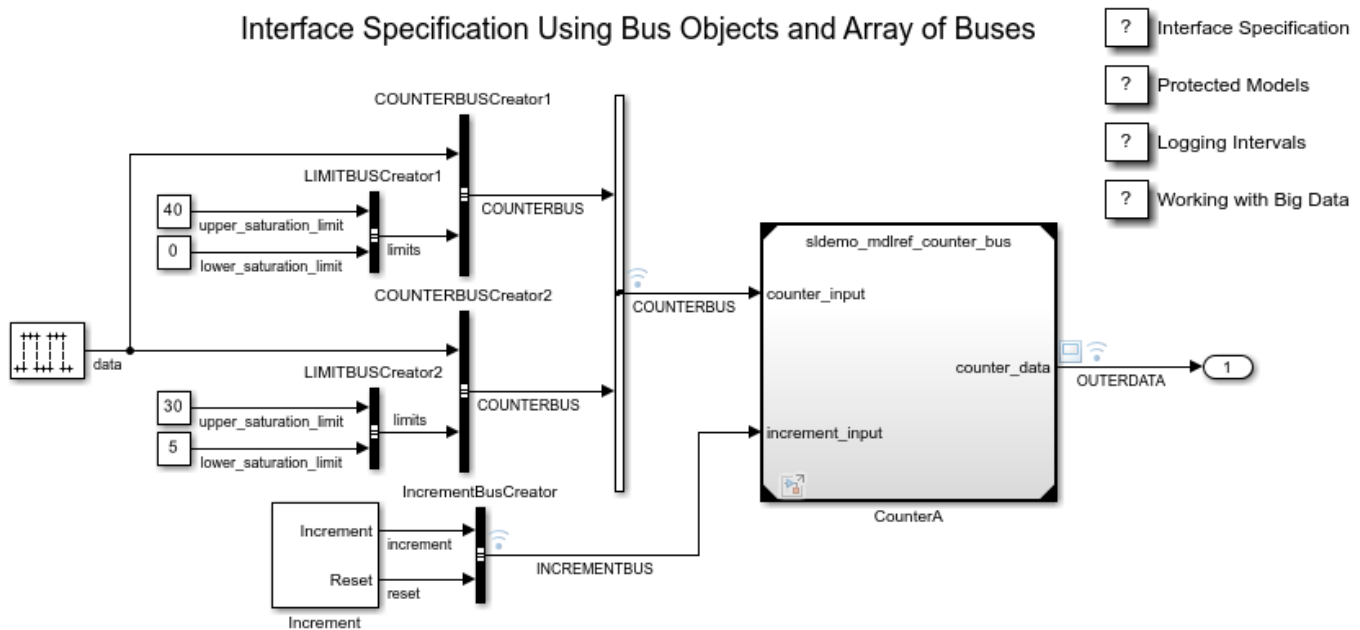 Interface Specification Using Bus Objects and Array of Buses
? Interface Specification
? Protected Models
? Logging Intervals
? Working with Big Data
COUNTERBUSCreator1
LIMITBUSCreator1
40
upper_saturation_limit
0
lower_saturation_limit
limits
COUNTERBUS
COUNTERBUSCreator2
data
LIMITBUSCreator2
30
upper_saturation_limit
5
lower_saturation_limit
limits
COUNTERBUS
COUNTERBUS
IncrementBusCreator
Increment
increment
Reset
reset
Increment
INCREMENTBUS
sldemo_mdlref_counter_bus
counter_input
counter_data
increment_input
CounterA
OUTERDATA
1